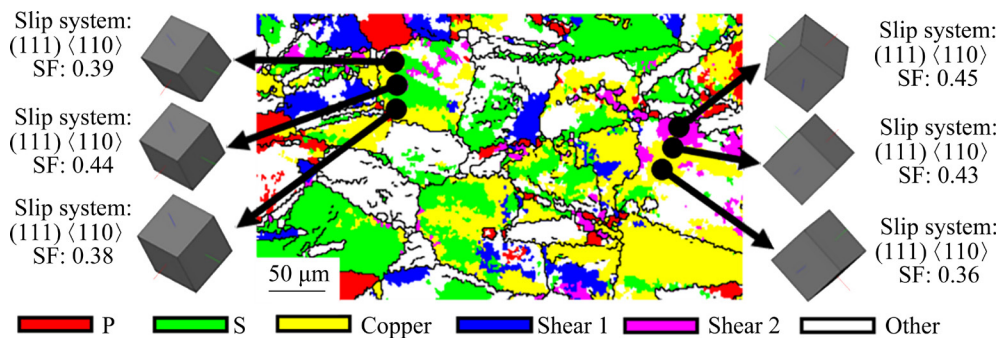 Slip system:
(111) ⟨110⟩
SF: 0.39
Slip system:
(111) ⟨110⟩
SF: 0.44
Slip system:
(111) ⟨110⟩
SF: 0.38
Slip system:
(111) ⟨110⟩
SF: 0.45
Slip system:
(111) ⟨110⟩
SF: 0.43
Slip system:
(111) ⟨110⟩
SF: 0.36
50 μm
P S Copper Shear 1 Shear 2 Other